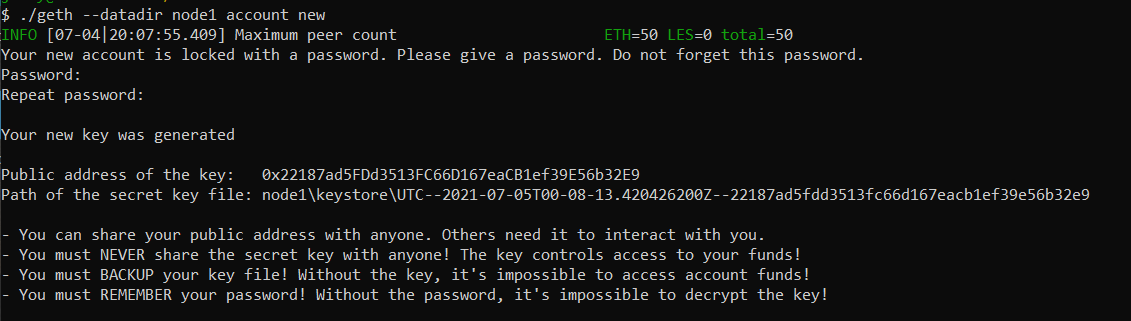 $ ./geth --datadir node1 account new
INFO [07-04|20:07:55.409] Maximum peer count ETH=50 LES=0 total=50
Your new account is locked with a password. Please give a password. Do not forget this password.
Password:
Repeat password:
Your new key was generated
Public address of the key: 0x22187ad5FDd3513FC66D167eaCB1ef39E56b32E9
Path of the secret key file: node1\keystore\UTC--2021-07-05T00-08-13.420426200Z--22187ad5fdd3513fc66d167eacb1ef39e56b32e9
- You can share your public address with anyone. Others need it to interact with you.
- You must NEVER share the secret key with anyone! The key controls access to your funds!
- You must BACKUP your key file! Without the key, it's impossible to access account funds!
- You must REMEMBER your password! Without the password, it's impossible to decrypt the key!